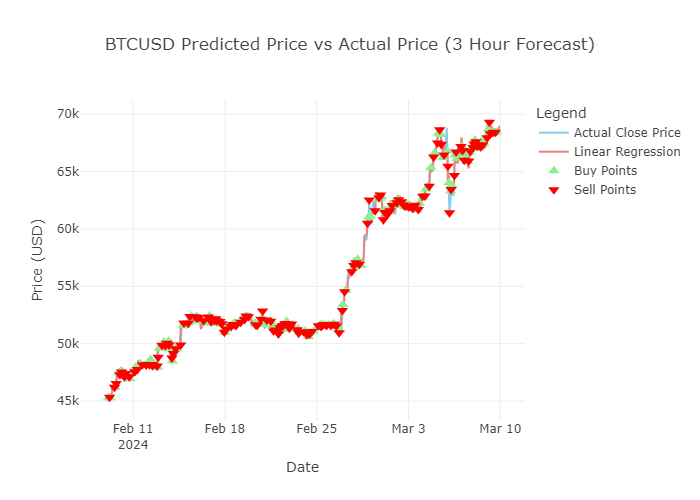 BTCUSD Predicted Price vs Actual Price (3 Hour Forecast)
Legend
Actual Close Price
Linear Regression
Buy Points
Sell Points
Price (USD)
70k
65k
60k
55k
50k
45k
Feb 11
2024
Feb 18
Feb 25
Mar 3
Mar 10
Date